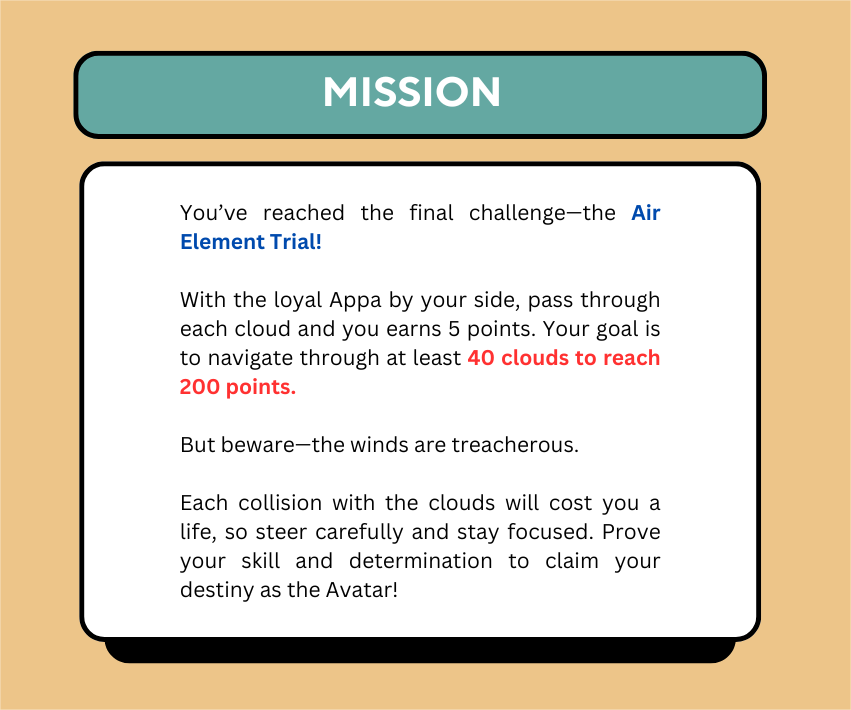 MISSION
You’ve reached the final challenge—the Air
Element Trial!
With the loyal Appa by your side, pass through
each cloud and you earns 5 points. Your goal is
to navigate through at least 40 clouds to reach
200 points.
But beware—the winds are treacherous.
Each collision with the clouds will cost you a
life, so steer carefully and stay focused. Prove
your skill and determination to claim your
destiny as the Avatar!